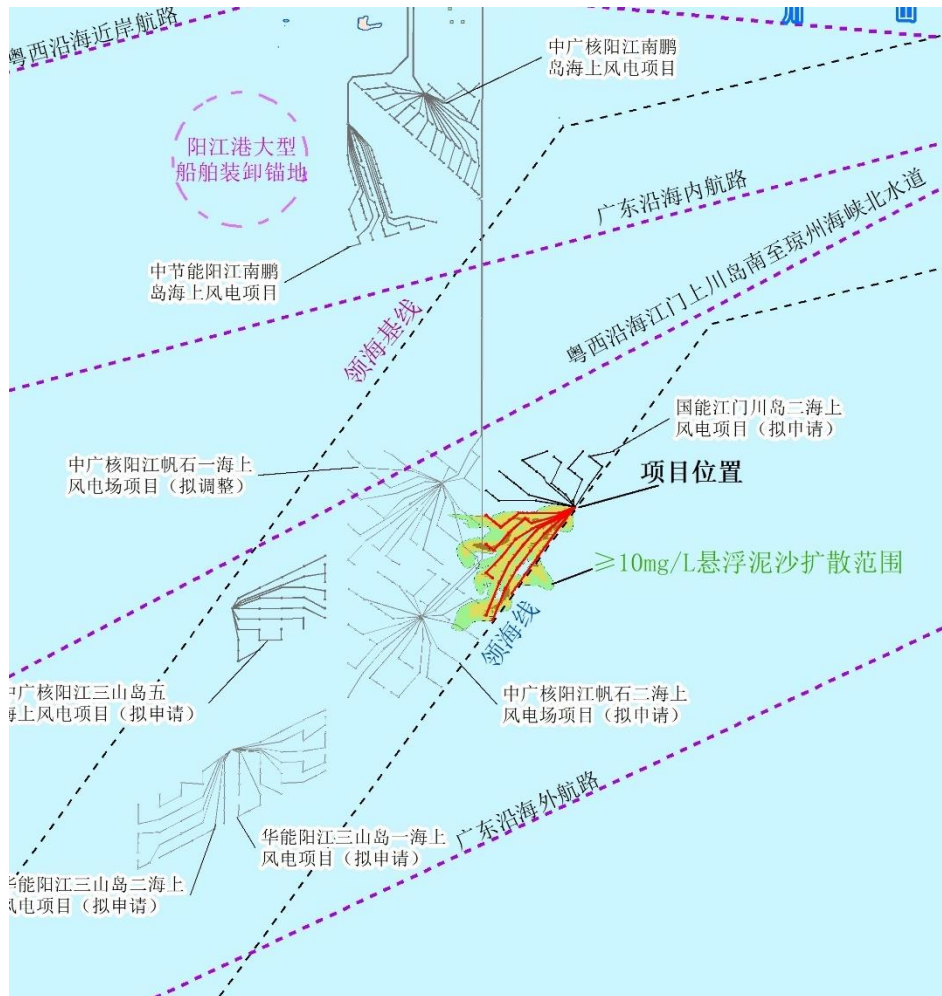 川 山
粤西沿海近岸航路
中广核阳江南鹏
岛海上风电项目
阳江港大型
船舶装卸锚地
广东沿海内航路
粤西沿海江门上川岛南至琼州海峡北水道
中节能阳江南鹏
岛海上风电项目
领海基线
国能江门川岛二海上
风电项目（拟申请）
中广核阳江帆石一海上
风电场项目（拟调整）
项目位置
≥10mg/L悬浮泥沙扩散范围
领海线
中广核阳江三山岛五
海上风电项目（拟申请）
中广核阳江帆石二海上
风电场项目（拟申请）
广东沿海外航路
华能阳江三山岛一海上
风电项目（拟申请）
华能阳江三山岛二海上
风电项目（拟申请）